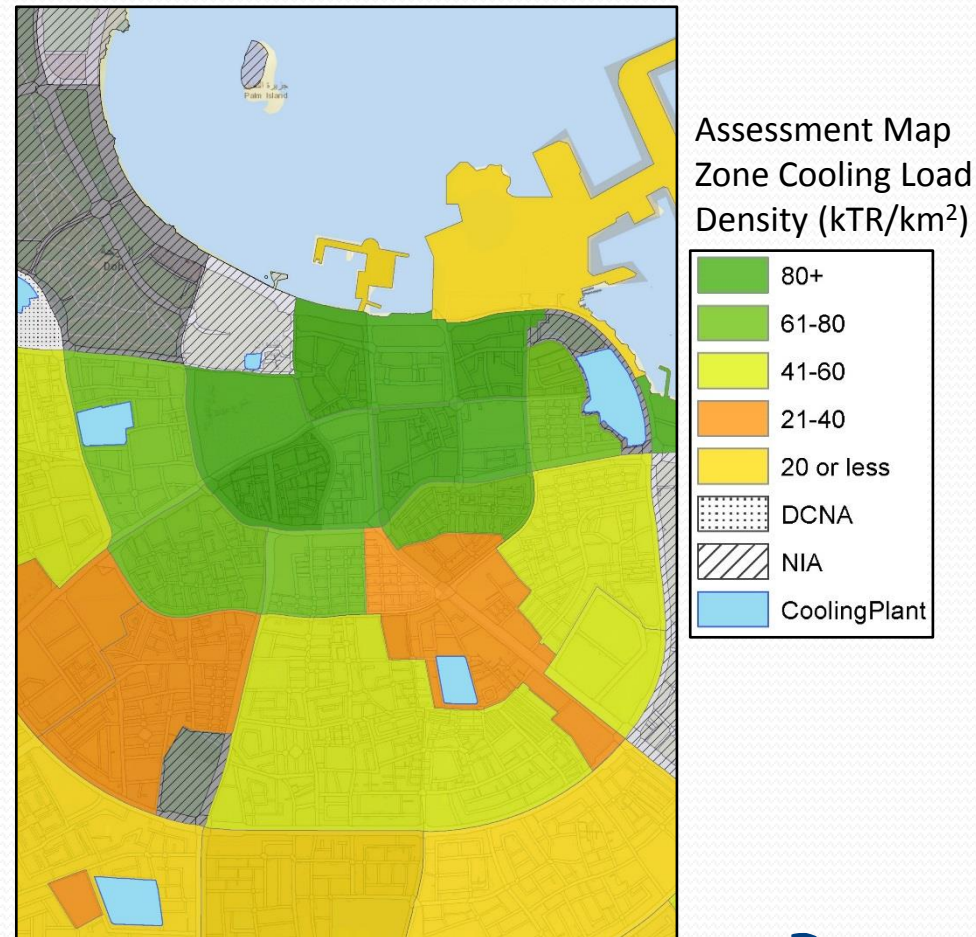 Palm Island
Assessment Map
Zone Cooling Load
Density (kTR/km²)
80+
61-80
41-60
21-40
20 or less
DCNA
NIA
CoolingPlant